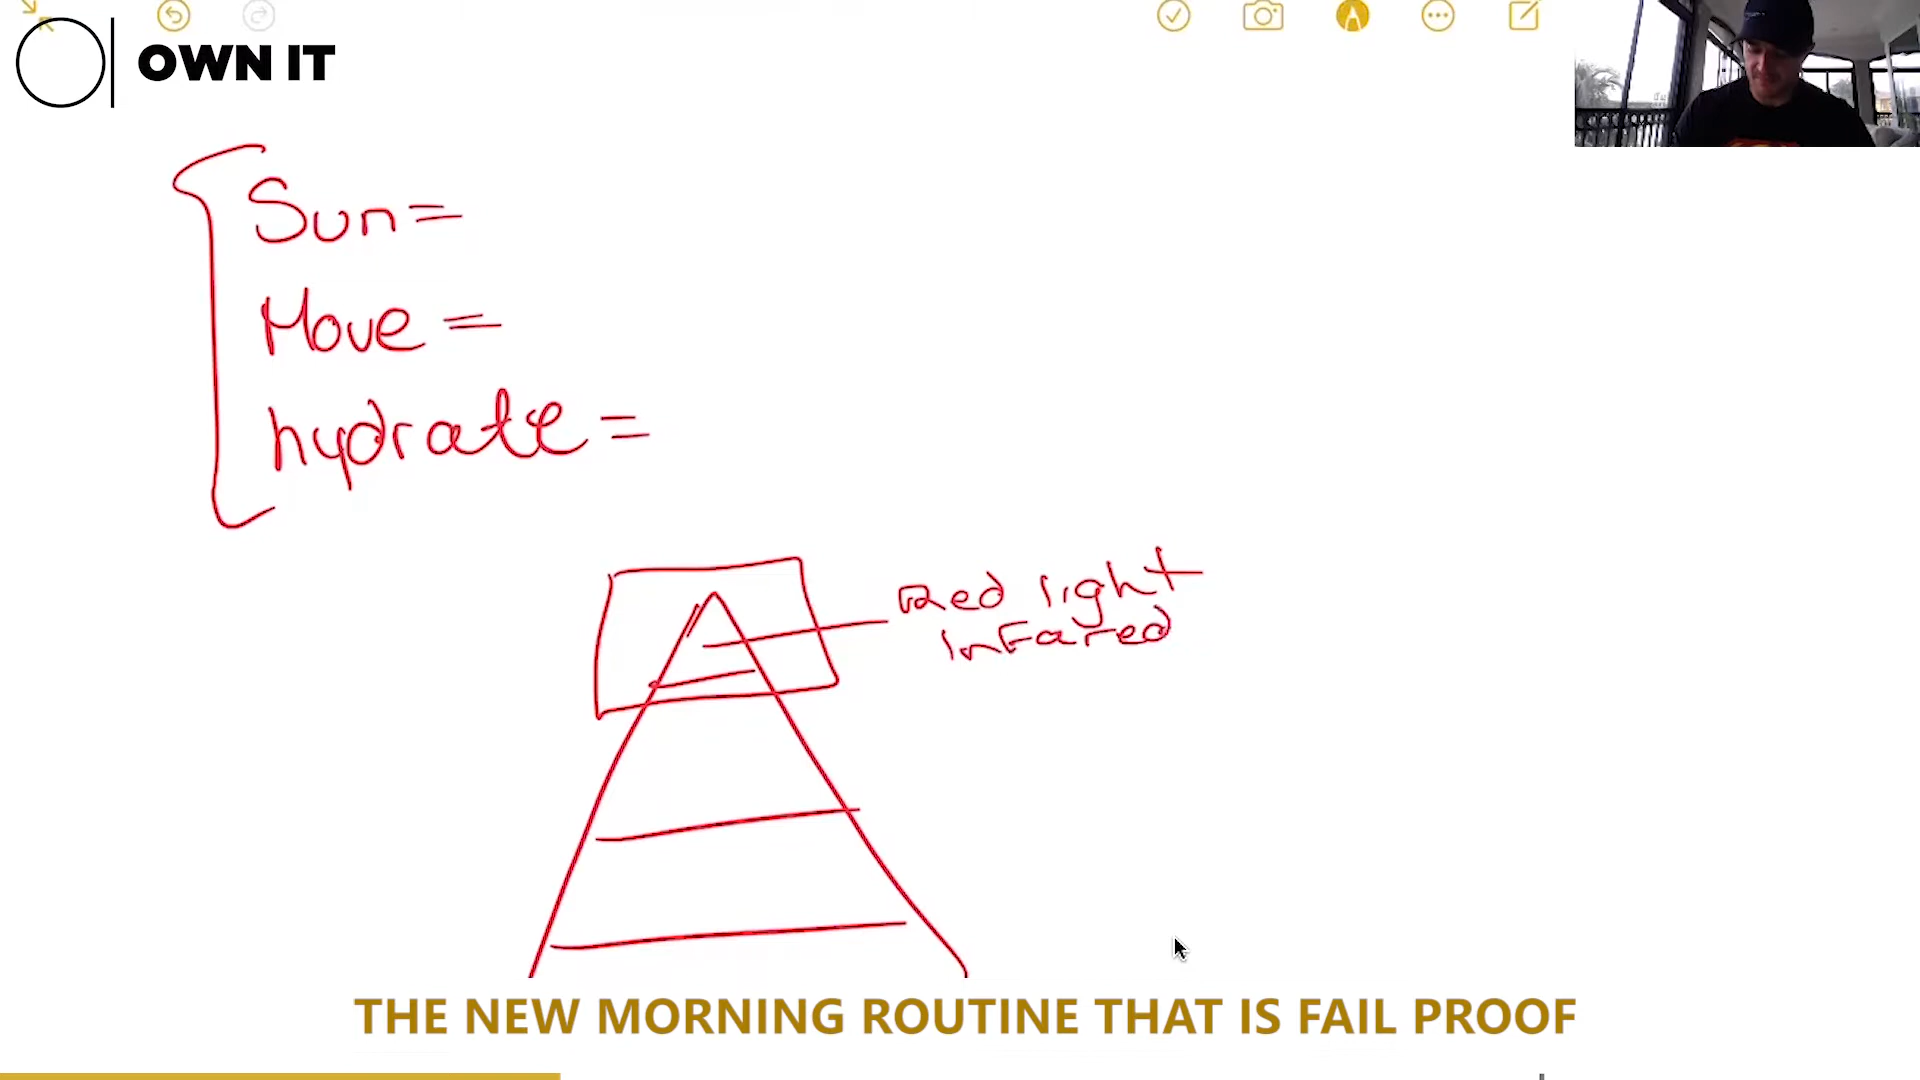 OWN IT
Sun=
Move =
hydrate =
Red light
InFared
THE NEW MORNING ROUTINE THAT IS FAIL PROOF